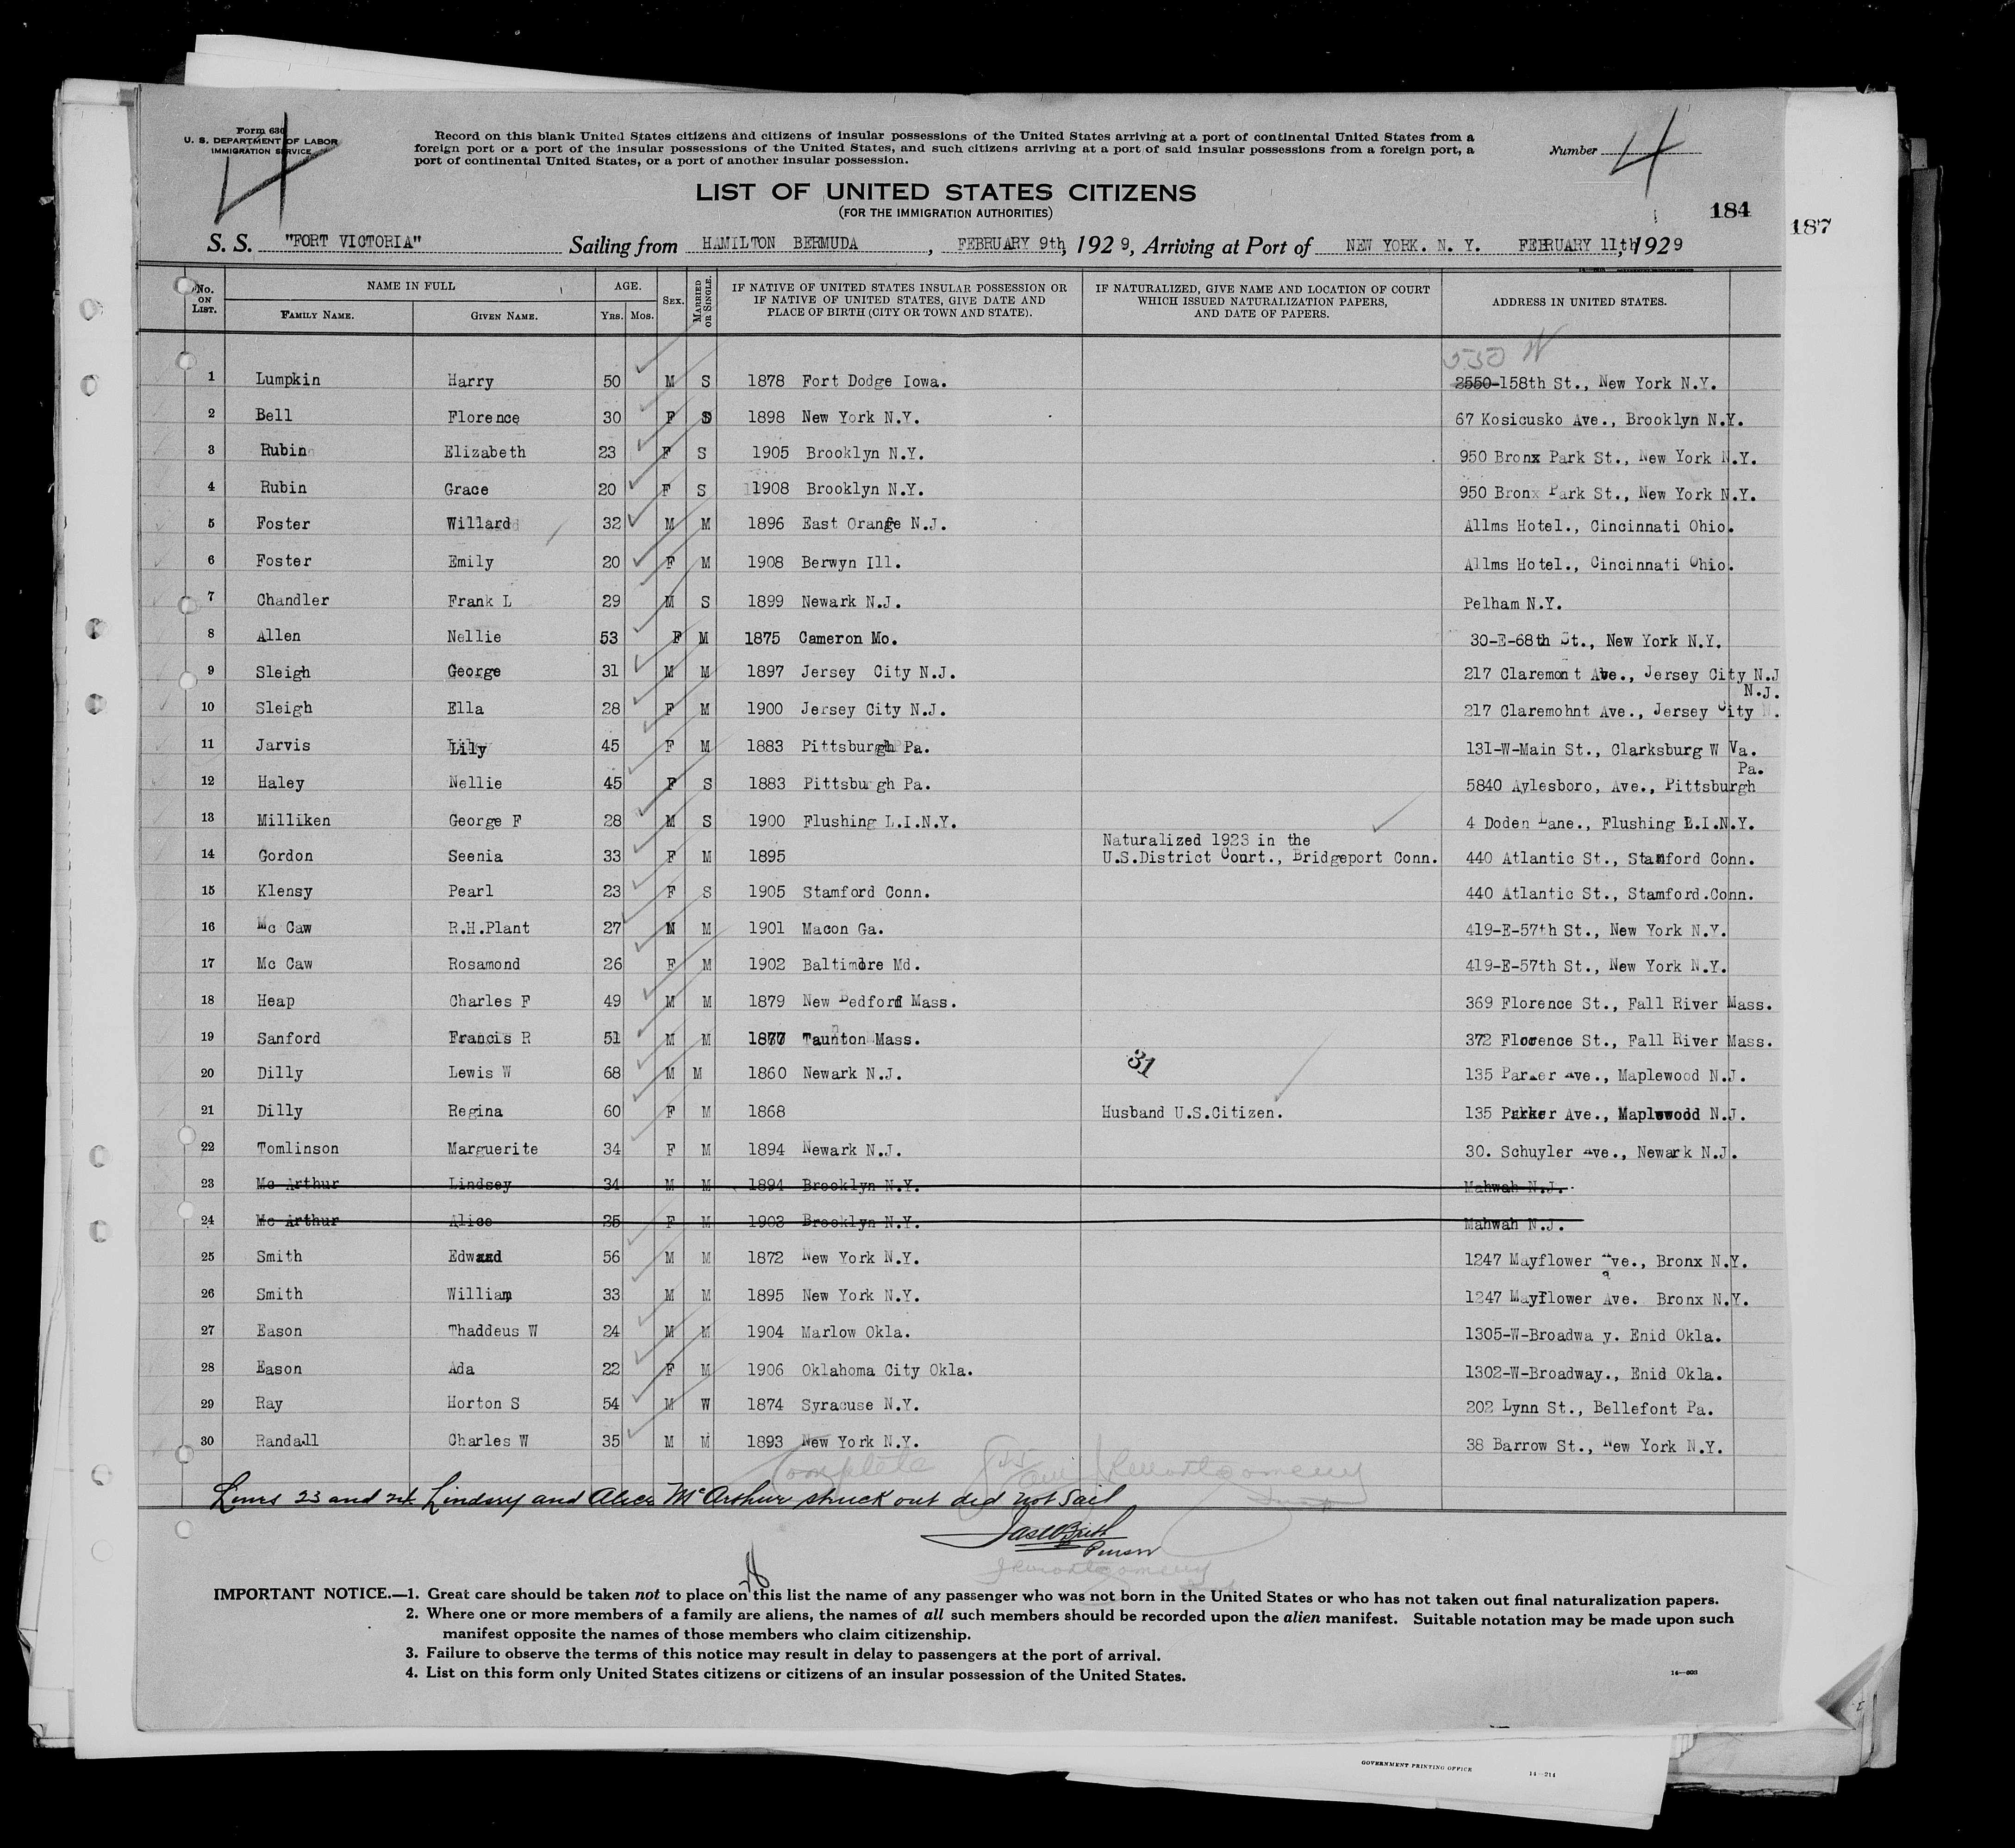 Form 630
U. S. DEPARTMENT OF LABOR
IMMIGRATION SERVICE
4
Record on this blank United States citizens and citizens of insular possessions of the United States arriving at a port of continental United States from a
foreign port or a port of the insular possessions of the United States, and such citizens arriving at a port of said insular possessions from a foreign port, a
port of continental United States, or a port of another insular possession.
Number 4
LIST OF UNITED STATES CITIZENS
(FOR THE IMMIGRATION AUTHORITIES)
184
187
S. S. "FORT VICTORIA" Sailing from HAMILTON BERMUDA, FEBRUARY 9th, 1929, Arriving at Port of NEW YORK. N. Y. FEBRUARY 11th, 1929
No. ON LIST. NAME IN FULL FAMILY NAME. GIVEN NAME. AGE. YRS. MOS. SEX. MARRIED OR SINGLE. IF NATIVE OF UNITED STATES INSULAR POSSESSION OR IF NATIVE OF UNITED STATES, GIVE DATE AND PLACE OF BIRTH (CITY OR TOWN AND STATE). IF NATURALIZED, GIVE NAME AND LOCATION OF COURT WHICH ISSUED NATURALIZATION PAPERS, AND DATE OF PAPERS. ADDRESS IN UNITED STATES.
550 W
1 Lumpkin Harry 50 M S 1878 Fort Dodge Iowa. 2550-158th St., New York N.Y.
2 Bell Florence 30 F S 1898 New York N.Y. 67 Kosicusko Ave., Brooklyn N.Y.
3 Rubin Elizabeth 23 F S 1905 Brooklyn N.Y. 950 Bronx Park St., New York N.Y.
4 Rubin Grace 20 F S 1908 Brooklyn N.Y. 950 Bronx Park St., New York N.Y.
5 Foster Willard 32 M M 1896 East Orange N.J. Allms Hotel., Cincinnati Ohio.
6 Foster Emily 20 F M 1908 Berwyn Ill. Allms Hotel., Cincinnati Ohio.
7 Chandler Frank L 29 M S 1899 Newark N.J. Pelham N.Y.
8 Allen Nellie 53 F M 1875 Cameron Mo. 30-E-68th St., New York N.Y.
9 Sleigh George 31 M M 1897 Jersey City N.J. 217 Claremont Ave., Jersey City N.J
10 Sleigh Ella 28 F M 1900 Jersey City N.J. 217 Claremohnt Ave., Jersey City N.J.
11 Jarvis Lily 45 F M 1883 Pittsburgh Pa. 131-W-Main St., Clarksburg W Va.
12 Haley Nellie 45 F S 1883 Pittsburgh Pa. 5840 Aylesboro, Ave., Pittsburgh Pa.
13 Milliken George F 28 M S 1900 Flushing L.I.N.Y. 4 Doden Lane., Flushing L.I.N.Y.
Naturalized 1923 in the
14 Gordon Seenia 33 F M 1895 U.S.District Court., Bridgeport Conn. 440 Atlantic St., Stamford Conn.
15 Klensy Pearl 23 F S 1905 Stamford Conn. 440 Atlantic St., Stamford.Conn.
16 Mc Caw R.H.Plant 27 M M 1901 Macon Ga. 419-E-57th St., New York N.Y.
17 Mc Caw Rosamond 26 F M 1902 Baltimore Md. 419-E-57th St., New York N.Y.
18 Heap Charles F 49 M M 1879 New Bedford Mass. 369 Florence St., Fall River Mass.
19 Sanford Francis R 51 M M 1877 Taunton Mass. 372 Florence St., Fall River Mass.
31
20 Dilly Lewis W 68 M M 1860 Newark N.J. 135 Parker Ave., Maplewood N.J.
21 Dilly Regina 60 F M 1868 Husband U.S.Citizen. 135 Parker Ave., Maplewood N.J.
22 Tomlinson Marguerite 34 F M 1894 Newark N.J. 30. Schuyler Ave., Newark N.J.
23 Mc Arthur Lindsey 34 M M 1894 Brooklyn N.Y. Mahwah N.J.
24 Mc Arthur Alice 25 F M 1903 Brooklyn N.Y. Mahwah N.J.
25 Smith Edward 56 M M 1872 New York N.Y. 1247 Mayflower Ave., Bronx N.Y.
26 Smith William 33 M M 1895 New York N.Y. 1247 Mayflower Ave. Bronx N.Y.
27 Eason Thaddeus W 24 M M 1904 Marlow Okla. 1305-W-Broadway. Enid Okla.
28 Eason Ada 22 F M 1906 Oklahoma City Okla. 1302-W-Broadway., Enid Okla.
29 Ray Horton S 54 M W 1874 Syracuse N.Y. 202 Lynn St., Bellefont Pa.
30 Randall Charles W 35 M M 1893 New York N.Y. 38 Barrow St., New York N.Y.
Complete
Lines 23 and 24 Lindsey and Alice McArthur struck out did not Sail
Purser
IMPORTANT NOTICE.—1. Great care should be taken not to place on this list the name of any passenger who was not born in the United States or who has not taken out final naturalization papers.
2. Where one or more members of a family are aliens, the names of all such members should be recorded upon the alien manifest. Suitable notation may be made upon such
manifest opposite the names of those members who claim citizenship.
3. Failure to observe the terms of this notice may result in delay to passengers at the port of arrival.
4. List on this form only United States citizens or citizens of an insular possession of the United States.
14—803
GOVERNMENT PRINTING OFFICE 14—214